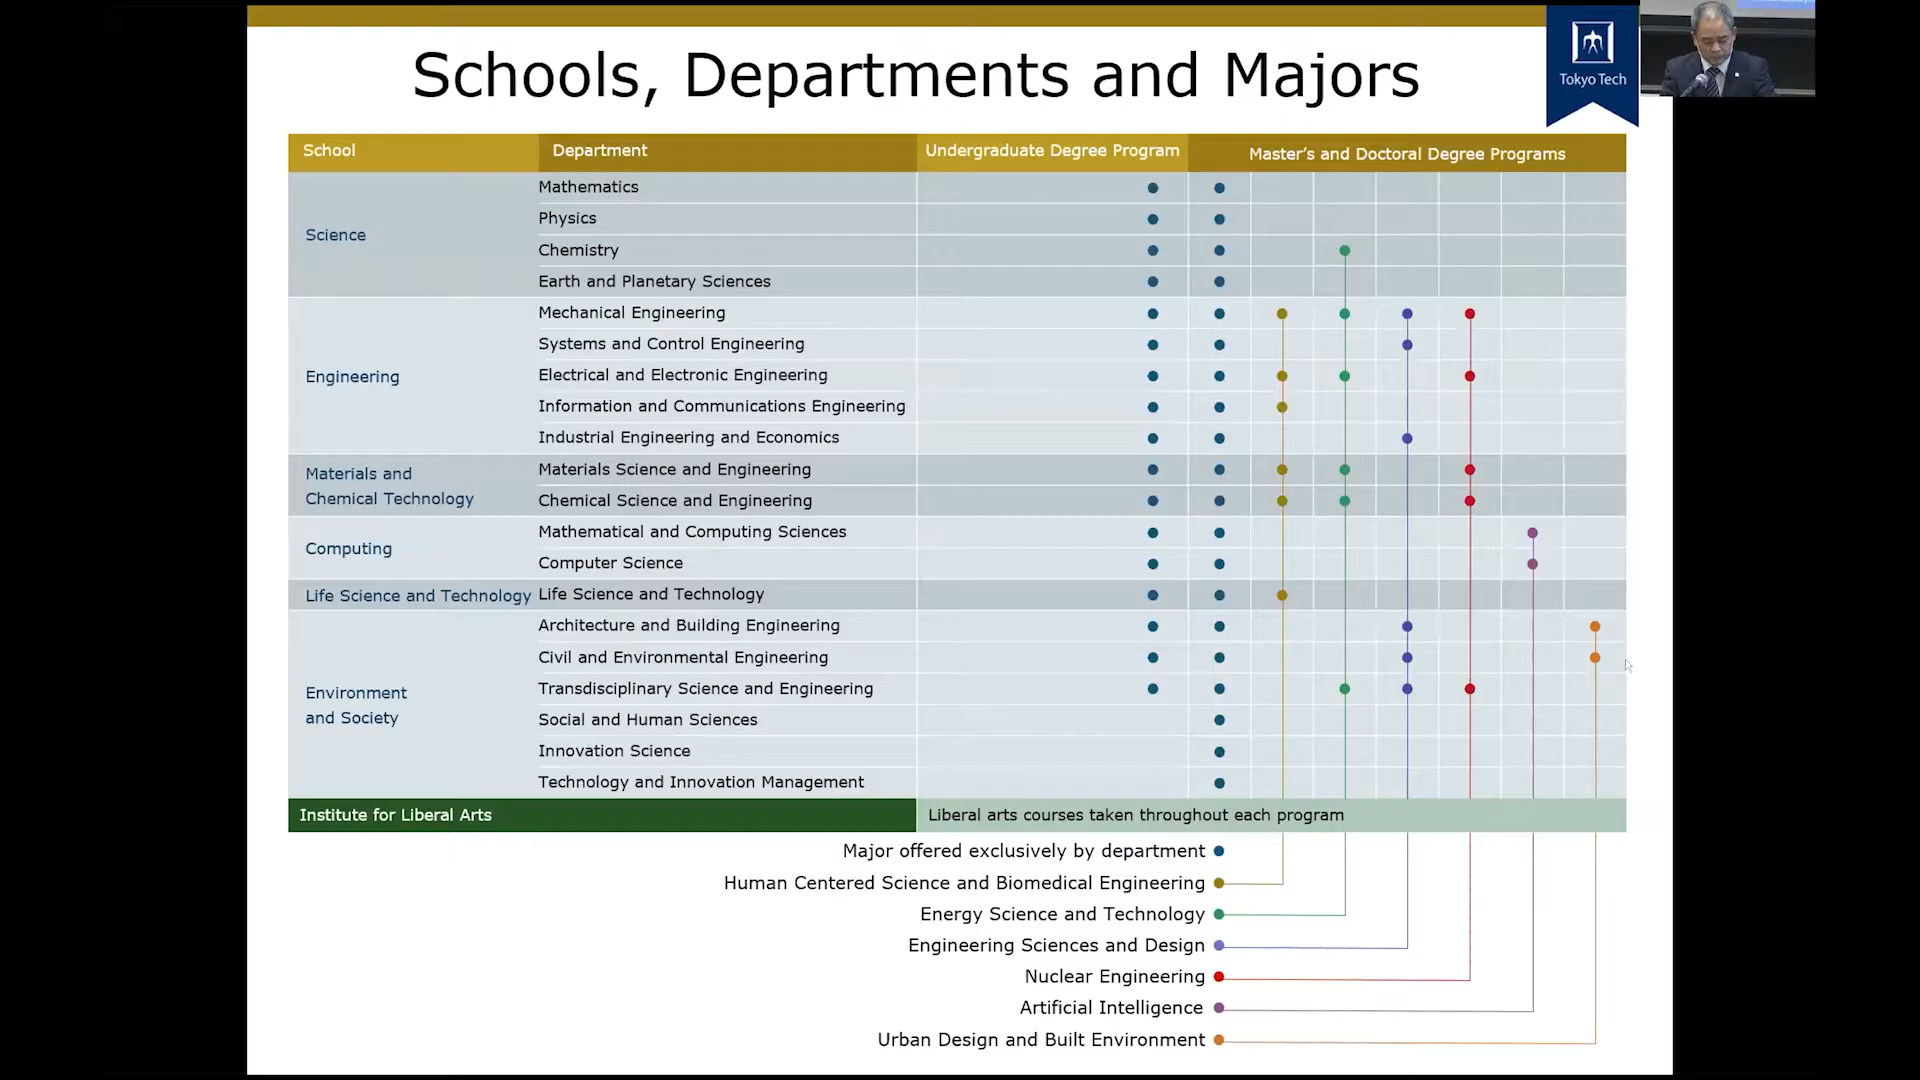 Schools, Departments and Majors
Tokyo Tech
School
Department
Undergraduate Degree Program
Master's and Doctoral Degree Programs
Science
Mathematics
Physics
Chemistry
Earth and Planetary Sciences
Engineering
Mechanical Engineering
Systems and Control Engineering
Electrical and Electronic Engineering
Information and Communications Engineering
Industrial Engineering and Economics
Materials and
Chemical Technology
Materials Science and Engineering
Chemical Science and Engineering
Computing
Mathematical and Computing Sciences
Computer Science
Life Science and Technology
Life Science and Technology
Environment
and Society
Architecture and Building Engineering
Civil and Environmental Engineering
Transdisciplinary Science and Engineering
Social and Human Sciences
Innovation Science
Technology and Innovation Management
Institute for Liberal Arts
Liberal arts courses taken throughout each program
Major offered exclusively by department
Human Centered Science and Biomedical Engineering
Energy Science and Technology
Engineering Sciences and Design
Nuclear Engineering
Artificial Intelligence
Urban Design and Built Environment